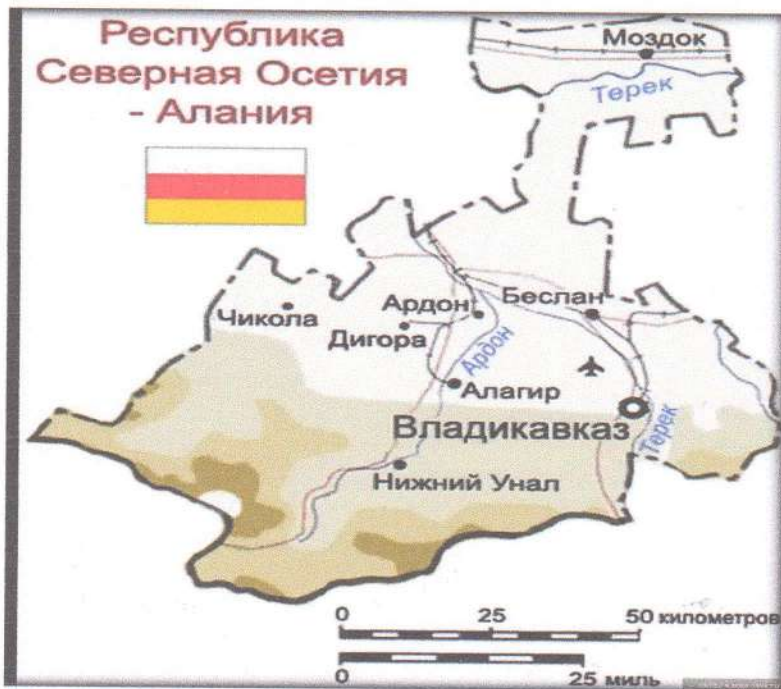 Республика
Северная Осетия
- Алания
Моздок
Терек
Чикола
Ардон
Беслан
Дигора
Ардон
Алагир
Владикавказ
Терек
Нижний Унал
0 25 50 километров
0 25 миль